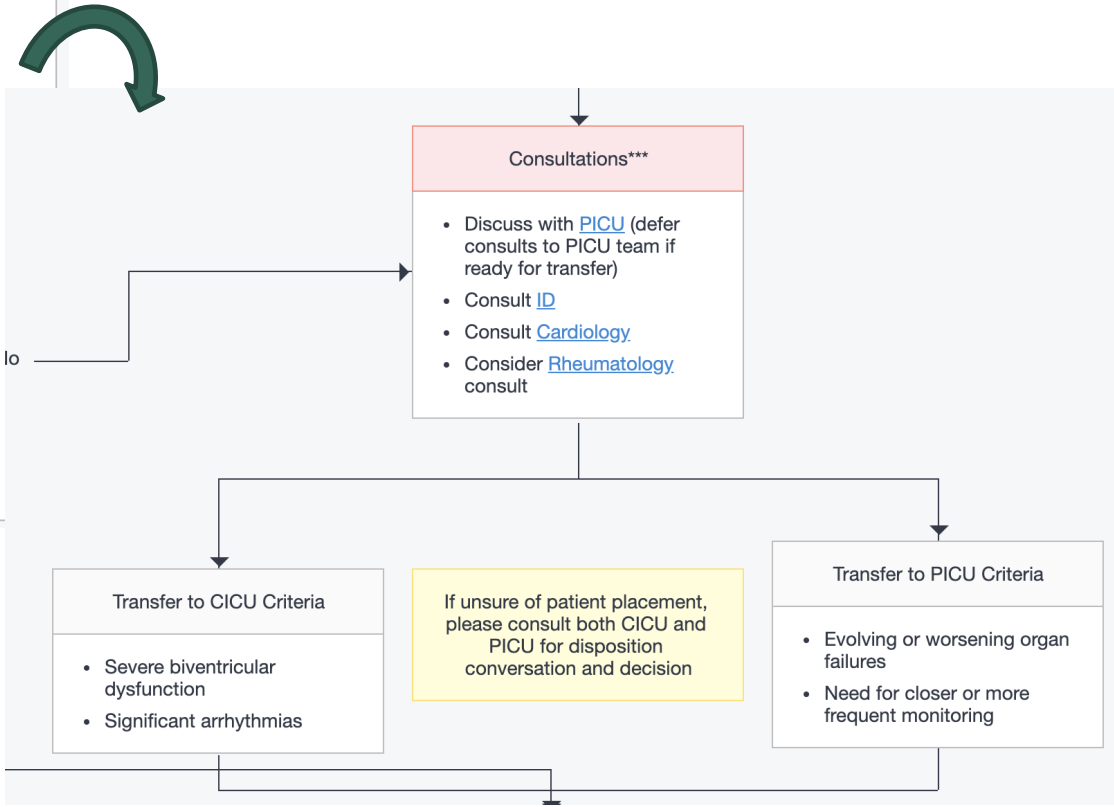 Consultations***
Discuss with PICU (defer
consults to PICU team if
ready for transfer)
Consult ID
Consult Cardiology
Consider Rheumatology
consult
lo
Transfer to CICU Criteria
Severe biventricular
dysfunction
Significant arrhythmias
If unsure of patient placement,
please consult both CICU and
PICU for disposition
conversation and decision
Transfer to PICU Criteria
Evolving or worsening organ
failures
Need for closer or more
frequent monitoring